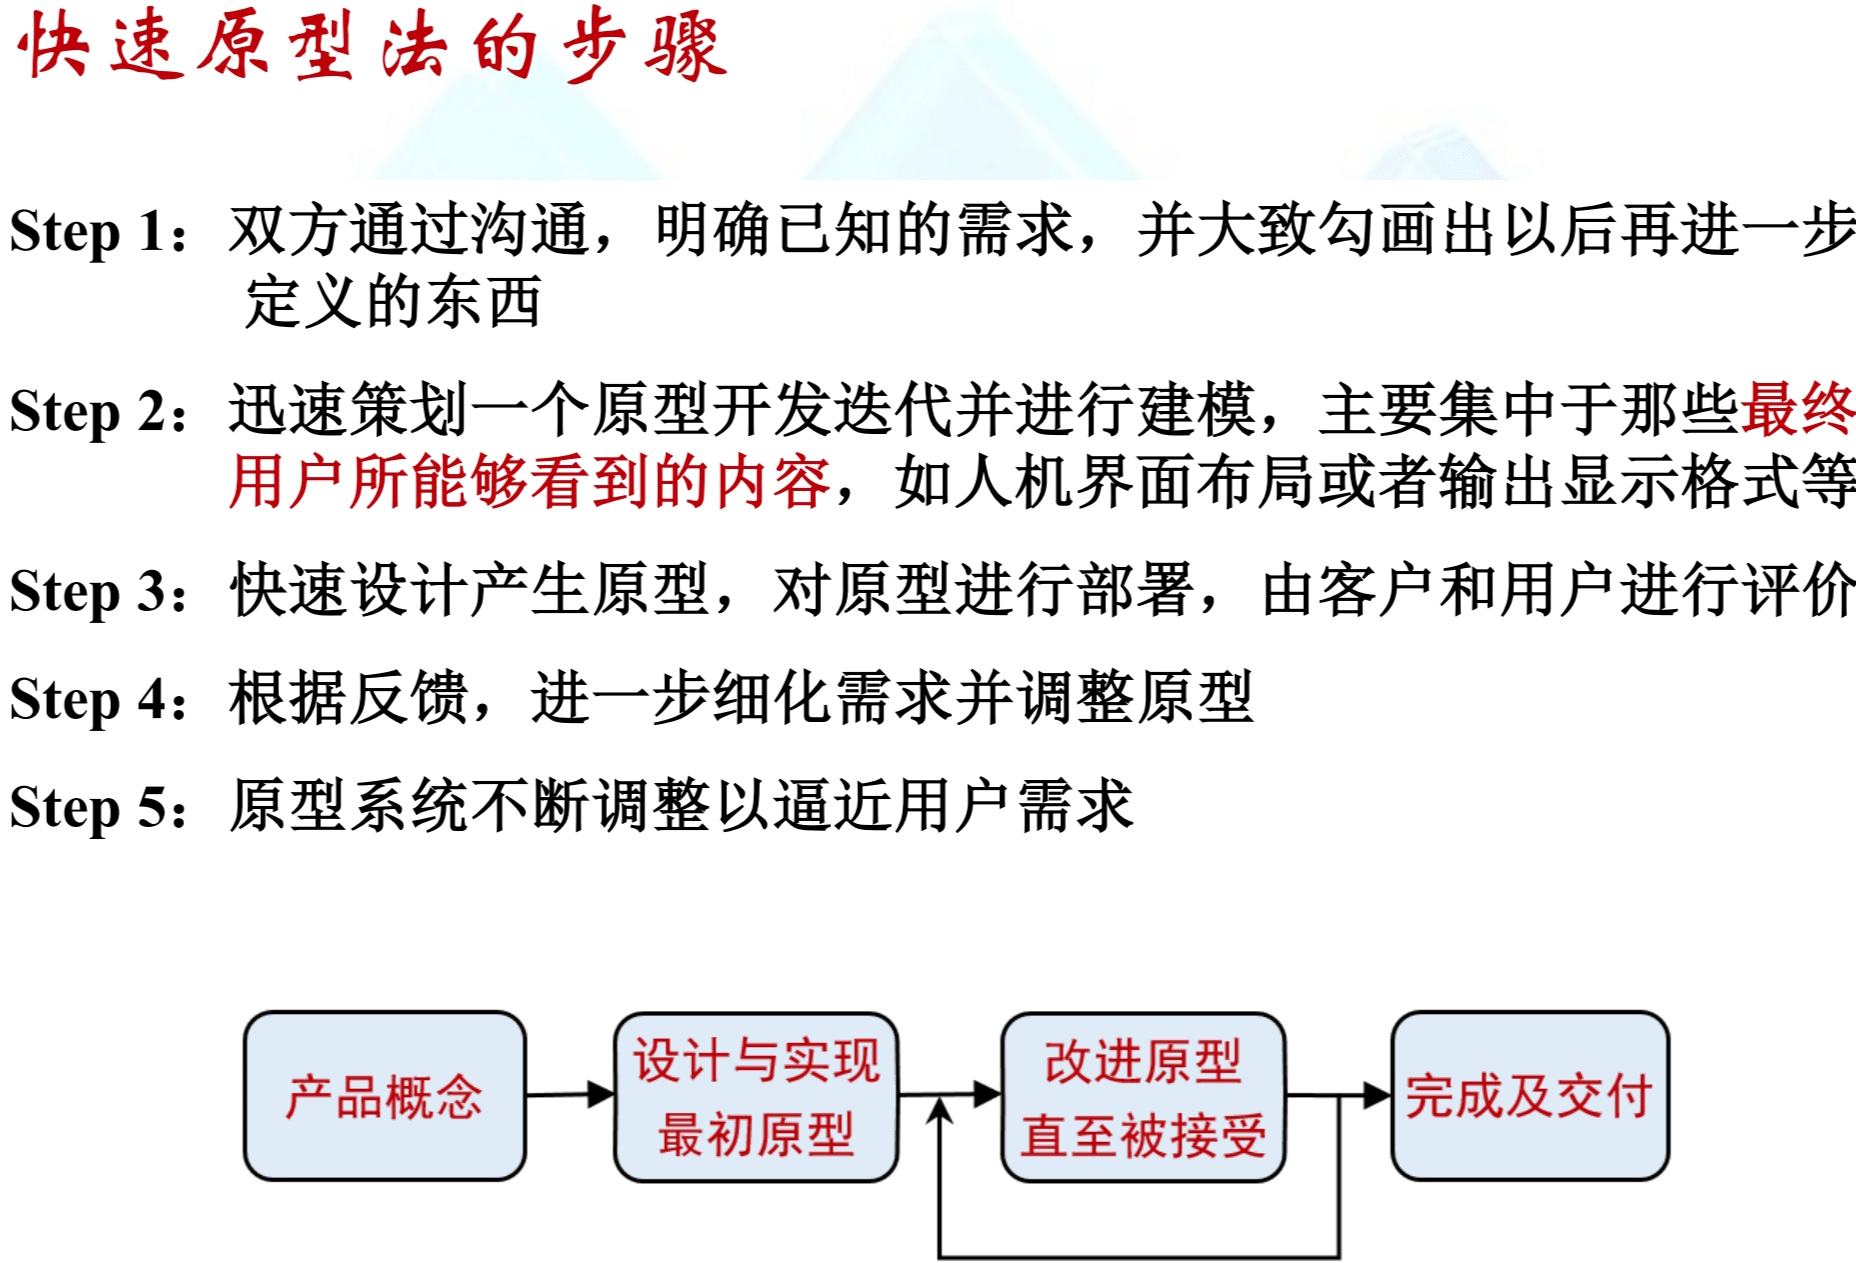 快速原型法的步骤
Step 1：双方通过沟通，明确已知的需求，并大致勾画出以后再进一步
定义的东西
Step 2：迅速策划一个原型开发迭代并进行建模，主要集中于那些最终
用户所能够看到的内容，如人机界面布局或者输出显示格式等
Step 3：快速设计产生原型，对原型进行部署，由客户和用户进行评价
Step 4：根据反馈，进一步细化需求并调整原型
Step 5：原型系统不断调整以逼近用户需求
产品概念
设计与实现
最初原型
改进原型
直至被接受
完成及交付